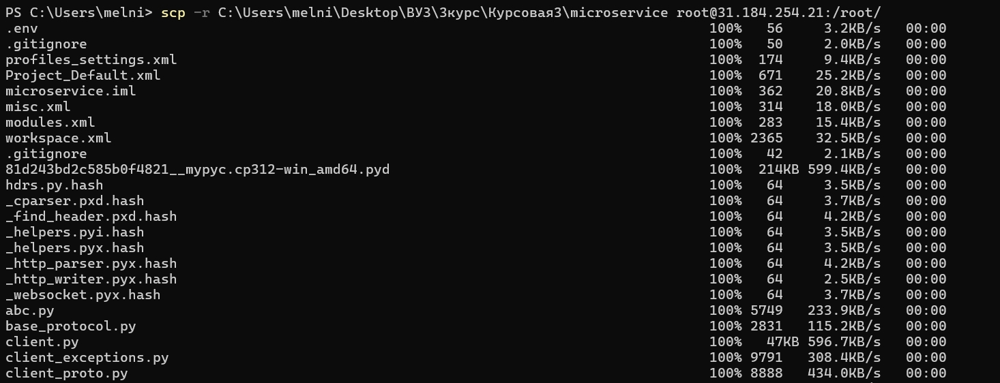 PS C:\Users\melni> scp -r C:\Users\melni\Desktop\ВУЗ\3курс\Курсовая3\microservice root@31.184.254.21:/root/
.env 100% 56 3.2KB/s 00:00
.gitignore 100% 50 2.0KB/s 00:00
profiles_settings.xml 100% 174 9.4KB/s 00:00
Project_Default.xml 100% 671 25.2KB/s 00:00
microservice.iml 100% 362 20.8KB/s 00:00
misc.xml 100% 314 18.0KB/s 00:00
modules.xml 100% 283 15.4KB/s 00:00
workspace.xml 100% 2365 32.5KB/s 00:00
.gitignore 100% 42 2.1KB/s 00:00
81d243bd2c585b0f4821__mypyc.cp312-win_amd64.pyd 100% 214KB 599.4KB/s 00:00
hdrs.py.hash 100% 64 3.5KB/s 00:00
_cparser.pxd.hash 100% 64 3.7KB/s 00:00
_find_header.pxd.hash 100% 64 4.2KB/s 00:00
_helpers.pyi.hash 100% 64 3.5KB/s 00:00
_helpers.pyx.hash 100% 64 3.5KB/s 00:00
_http_parser.pyx.hash 100% 64 4.2KB/s 00:00
_http_writer.pyx.hash 100% 64 2.5KB/s 00:00
_websocket.pyx.hash 100% 64 3.7KB/s 00:00
abc.py 100% 5749 233.9KB/s 00:00
base_protocol.py 100% 2831 115.2KB/s 00:00
client.py 100% 47KB 596.7KB/s 00:00
client_exceptions.py 100% 9791 308.4KB/s 00:00
client_proto.py 100% 8888 434.0KB/s 00:00